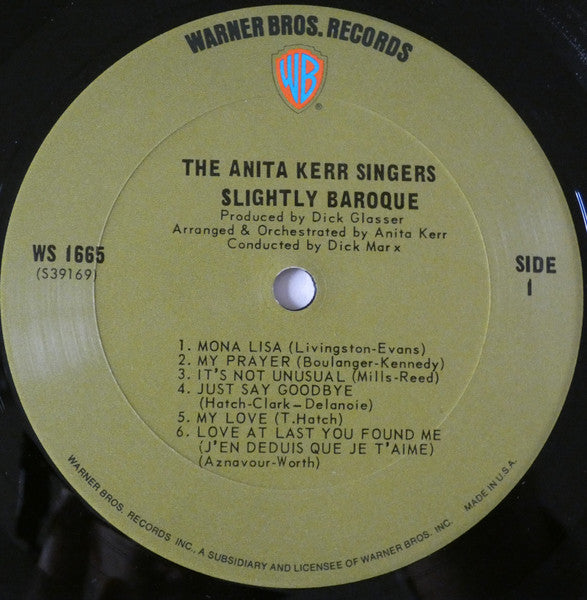 WARNER BROS. RECORDS
WB
®
THE ANITA KERR SINGERS
SLIGHTLY BAROQUE
Produced by Dick Glasser
Arranged & Orchestrated by Anita Kerr
Conducted by Dick Marx
WS 1665
(S39169)
SIDE
1
1. MONA LISA (Livingston-Evans)
2. MY PRAYER (Boulanger-Kennedy)
3. IT'S NOT UNUSUAL (Mills-Reed)
4. JUST SAY GOODBYE
(Hatch-Clark-Delanoie)
5. MY LOVE (T.Hatch)
6. LOVE AT LAST YOU FOUND ME
(J'EN DEDUIS QUE JE T'AIME)
(Aznavour-Worth)
WARNER BROS. RECORDS INC., A SUBSIDIARY AND LICENSEE OF WARNER BROS. INC.
MADE IN U.S.A.